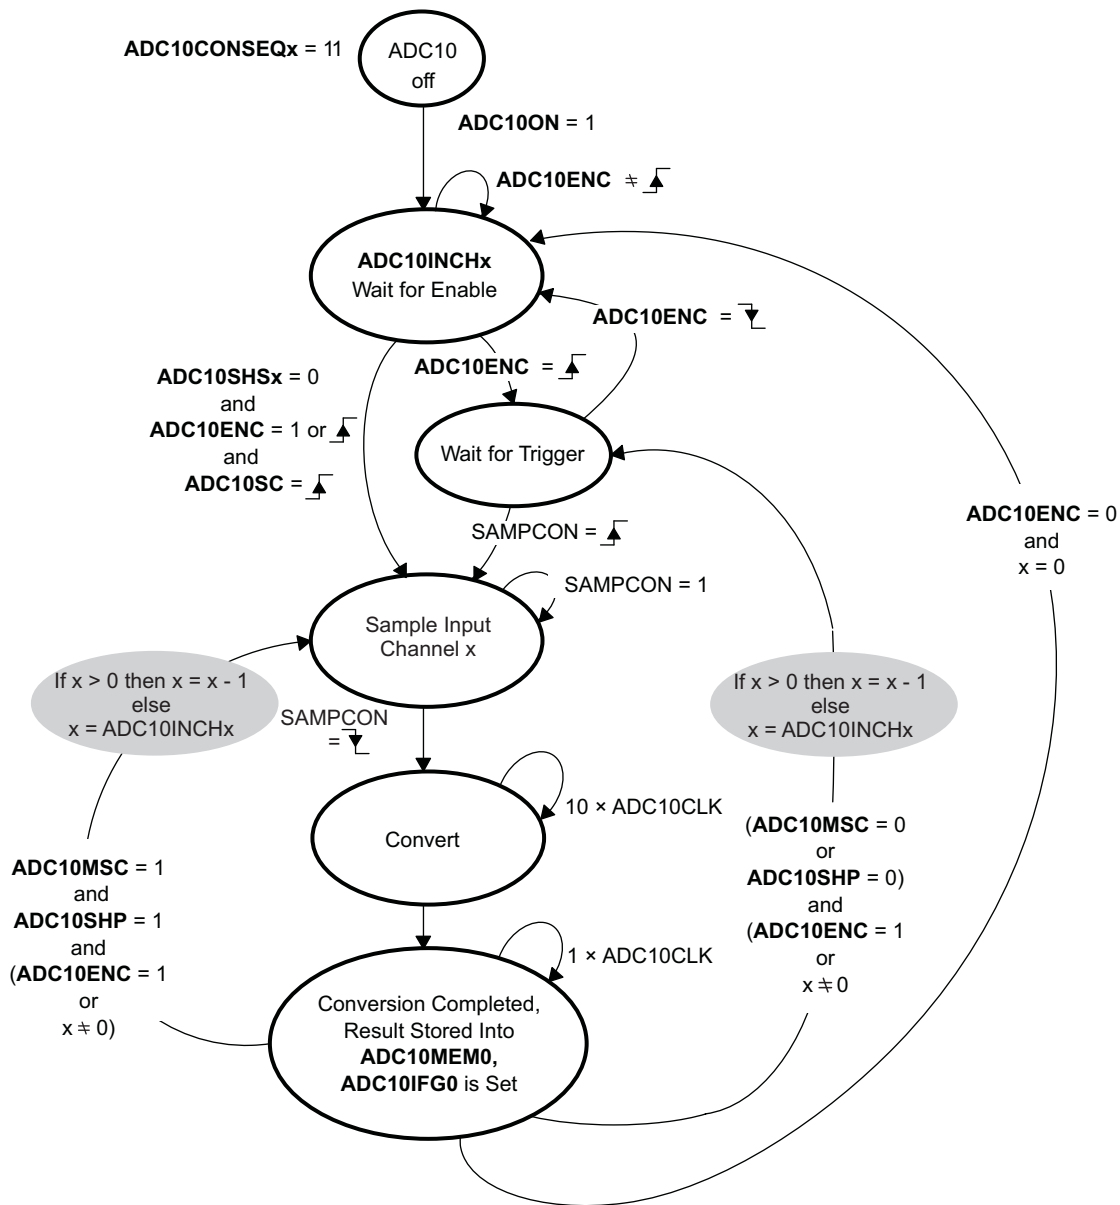 ADC10CONSEQx = 11
ADC10
off
ADC10ON = 1
ADC10ENC ≠
ADC10INCHx
Wait for Enable
ADC10ENC =
ADC10ENC =
ADC10SHSx = 0
and
ADC10ENC = 1 or
and
ADC10SC =
Wait for Trigger
SAMPCON =
ADC10ENC = 0
and
x = 0
SAMPCON = 1
Sample Input
Channel x
If x > 0 then x = x - 1
else
x = ADC10INCHx
If x > 0 then x = x - 1
else
x = ADC10INCHx
SAMPCON
=
10 × ADC10CLK
Convert
(ADC10MSC = 0
or
ADC10SHP = 0)
and
(ADC10ENC = 1
or
x ≠ 0
ADC10MSC = 1
and
ADC10SHP = 1
and
(ADC10ENC = 1
or
x ≠ 0)
1 × ADC10CLK
Conversion Completed,
Result Stored Into
ADC10MEM0,
ADC10IFG0 is Set